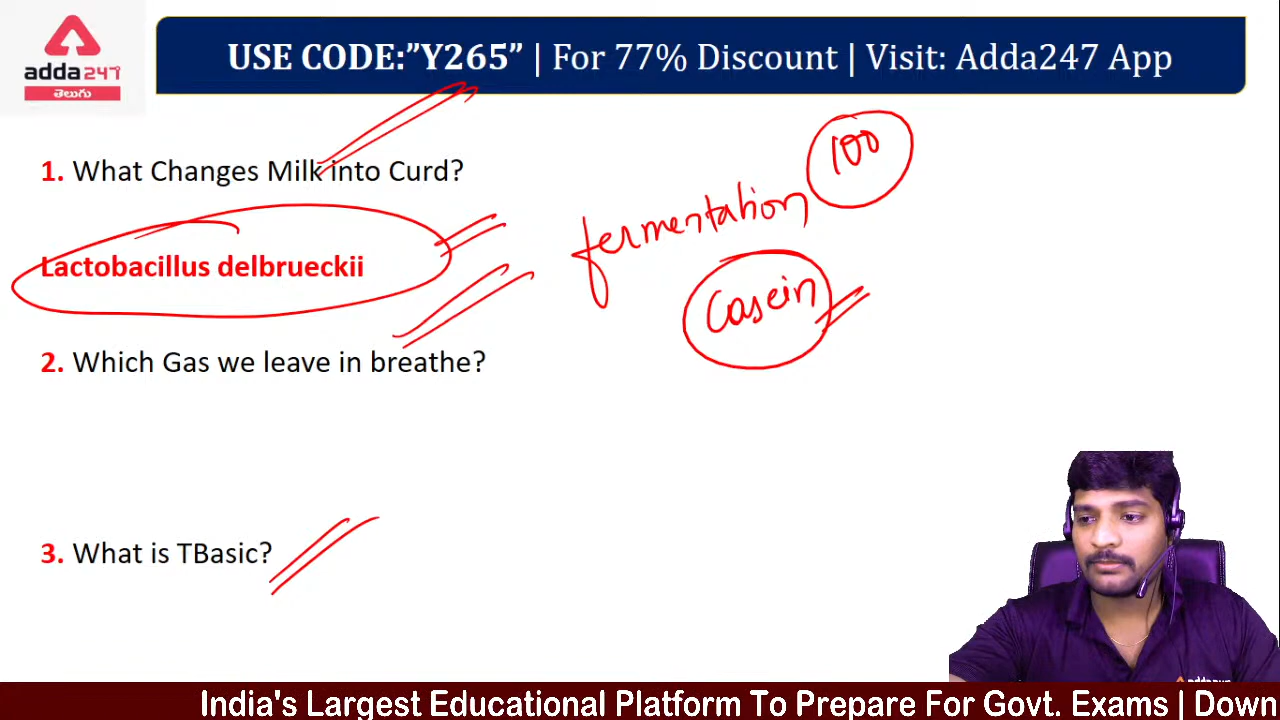 adda247
తెలుగు
USE CODE:”Y265” | For 77% Discount | Visit: Adda247 App
1. What Changes Milk into Curd?
100
fermentation
Lactobacillus delbrueckii
Casein
2. Which Gas we leave in breathe?
3. What is TBasic?
adda247
India's Largest Educational Platform To Prepare For Govt. Exams | Down